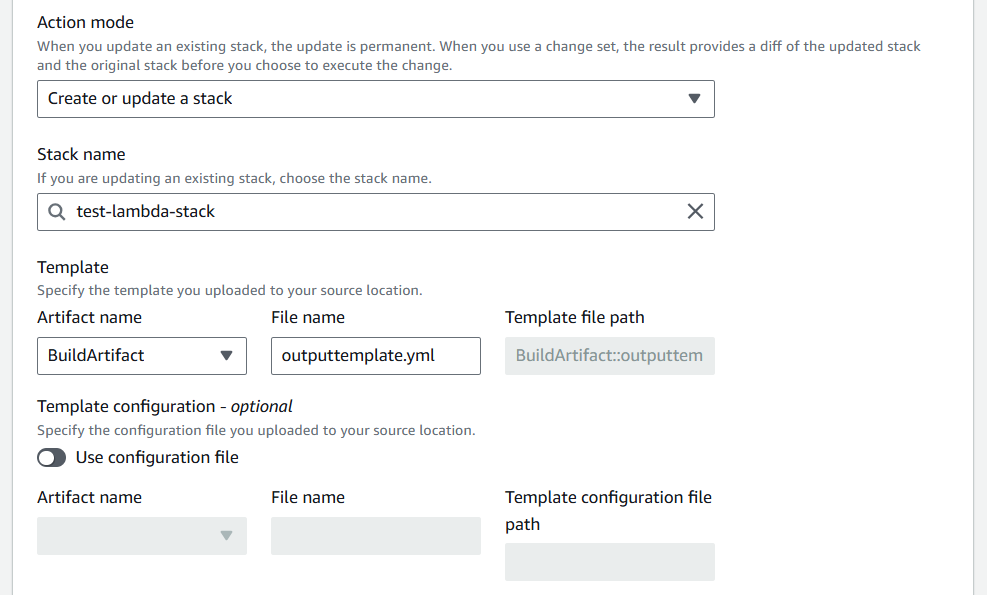 Action mode
When you update an existing stack, the update is permanent. When you use a change set, the result provides a diff of the updated stack
and the original stack before you choose to execute the change.
Create or update a stack
Stack name
If you are updating an existing stack, choose the stack name.
test-lambda-stack
Template
Specify the template you uploaded to your source location.
Artifact name File name Template file path
BuildArtifact outputtemplate.yml BuildArtifact::outputtem
Template configuration - optional
Specify the configuration file you uploaded to your source location.
Use configuration file
Artifact name File name Template configuration file
path